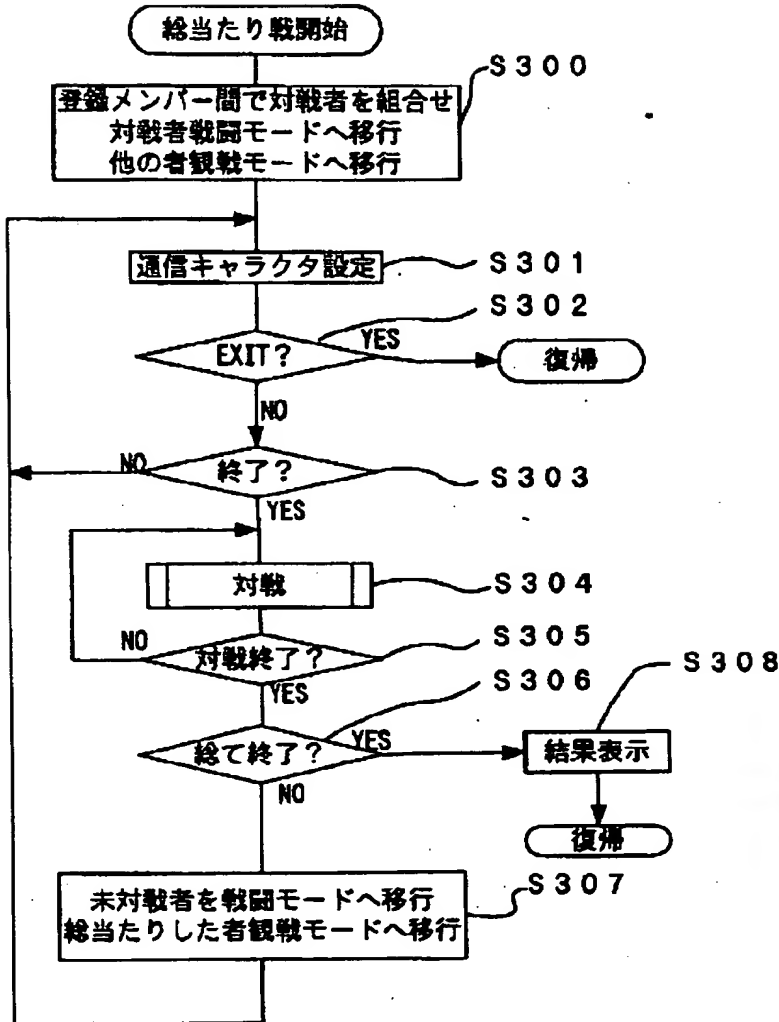 総当たり戦開始
S300
登録メンバー間で対戦者を組合せ
対戦者戦闘モードへ移行
他の者観戦モードへ移行
通信キャラクタ設定
S301
S302
EXIT?
YES
復帰
NO
終了?
NO
S303
YES
対戦
S304
NO
対戦終了?
S305
YES
S306
S308
総て終了?
YES
結果表示
NO
復帰
未対戦者を戦闘モードへ移行
総当たりした者観戦モードへ移行
S307